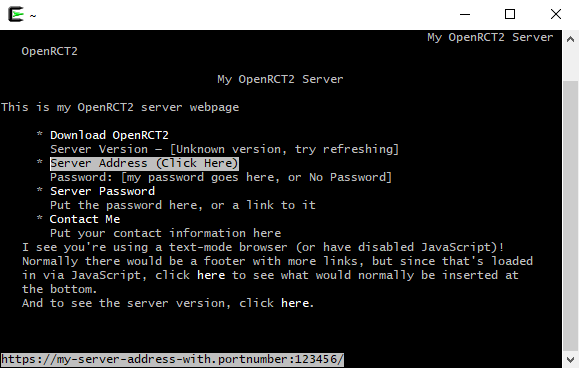 ~
My OpenRCT2 Server
OpenRCT2
My OpenRCT2 Server
This is my OpenRCT2 server webpage
* Download OpenRCT2
Server Version – [Unknown version, try refreshing]
* Server Address (Click Here)
Password: [my password goes here, or No Password]
* Server Password
Put the password here, or a link to it
* Contact Me
Put your contact information here
I see you're using a text-mode browser (or have disabled JavaScript)!
Normally there would be a footer with more links, but since that's loaded
in via JavaScript, click here to see what would normally be inserted at
the bottom.
And to see the server version, click here.
https://my-server-address-with.portnumber:123456/